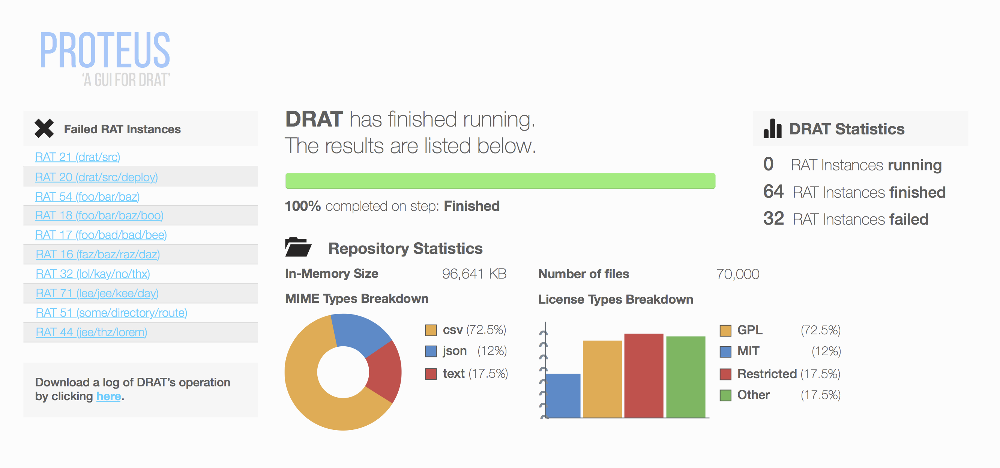 PROTEUS
‘A GUI FOR DRAT’
Failed RAT Instances
RAT 21 (drat/src)
RAT 20 (drat/src/deploy)
RAT 54 (foo/bar/baz)
RAT 18 (foo/bar/baz/boo)
RAT 17 (foo/bad/bad/bee)
RAT 16 (faz/baz/raz/daz)
RAT 32 (lol/kay/no/thx)
RAT 71 (lee/jee/kee/day)
RAT 51 (some/directory/route)
RAT 44 (jee/thz/lorem)
Download a log of DRAT’s operation
by clicking here.
DRAT has finished running.
The results are listed below.
100% completed on step: Finished
Repository Statistics
In-Memory Size 96,641 KB
Number of files 70,000
MIME Types Breakdown
csv (72.5%)
json (12%)
text (17.5%)
License Types Breakdown
GPL (72.5%)
MIT (12%)
Restricted (17.5%)
Other (17.5%)
DRAT Statistics
0 RAT Instances running
64 RAT Instances finished
32 RAT Instances failed